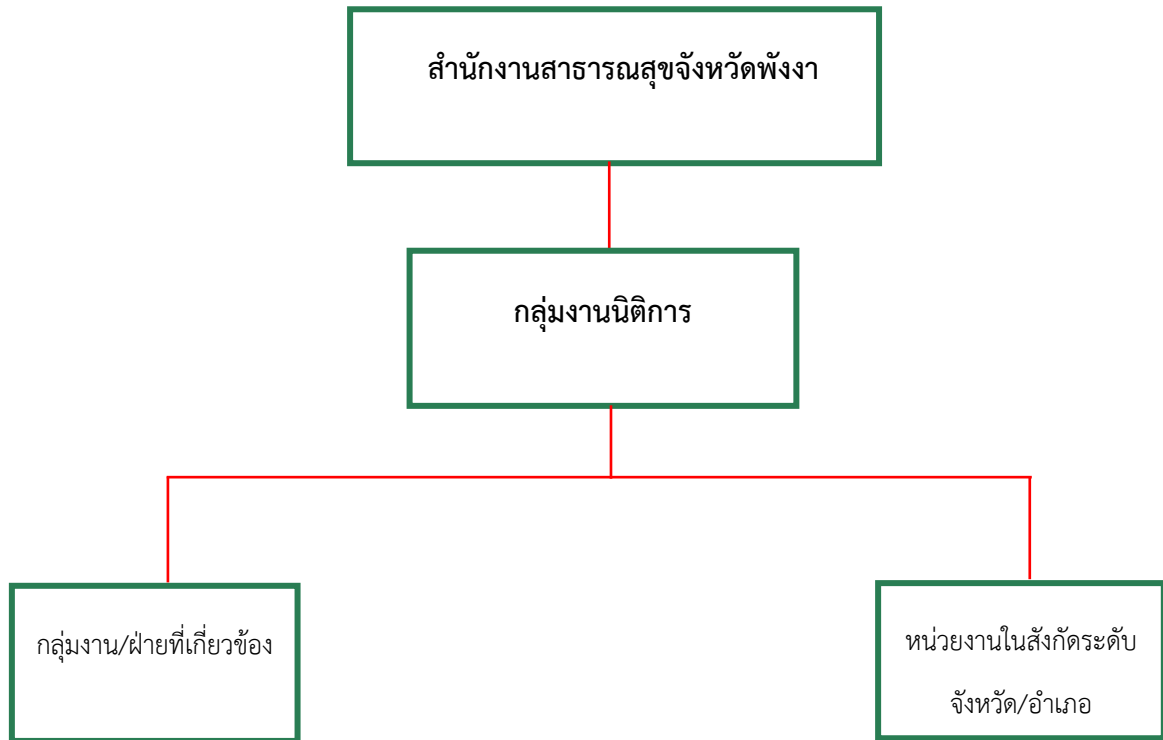 สำนักงานสาธารณสุขจังหวัดพังงา
กลุ่มงานนิติการ
กลุ่มงาน/ฝ่ายที่เกี่ยวข้อง
หน่วยงานในสังกัดระดับ
จังหวัด/อำเภอ